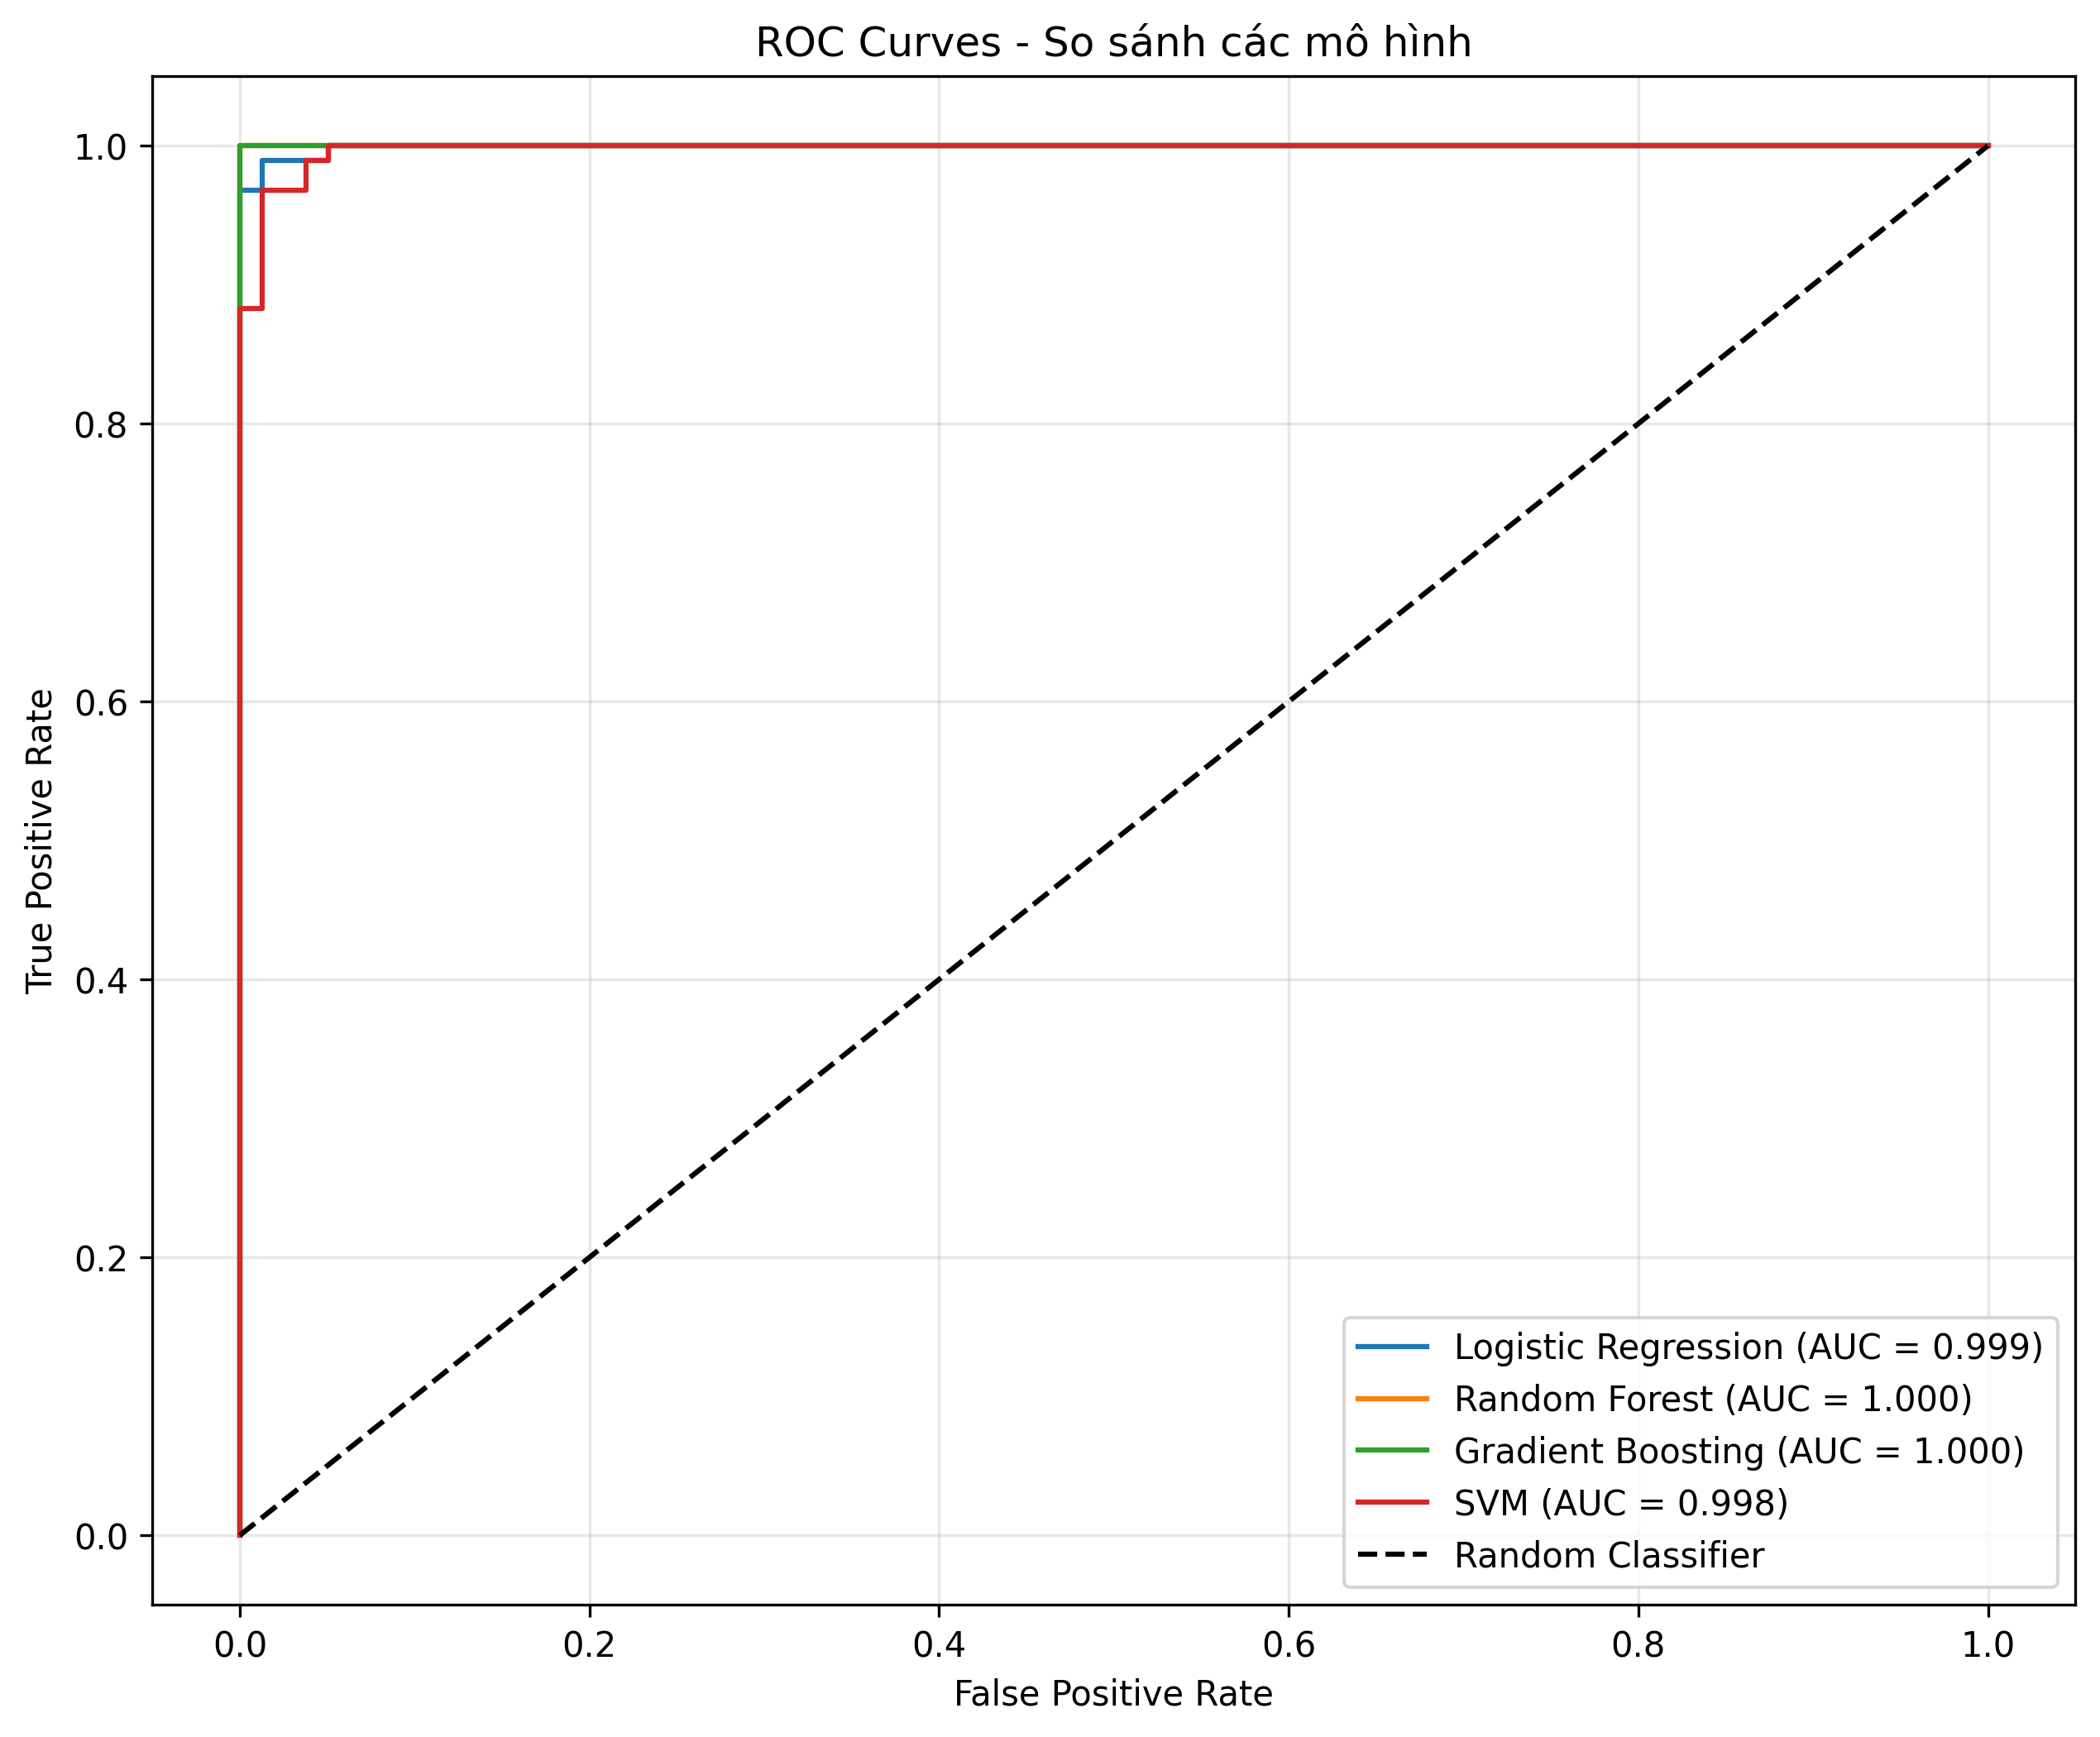 ROC Curves - So sánh các mô hình
True Positive Rate
1.0
0.8
0.6
0.4
0.2
0.0
0.0 0.2 0.4 0.6 0.8 1.0
False Positive Rate
Logistic Regression (AUC = 0.999)
Random Forest (AUC = 1.000)
Gradient Boosting (AUC = 1.000)
SVM (AUC = 0.998)
Random Classifier